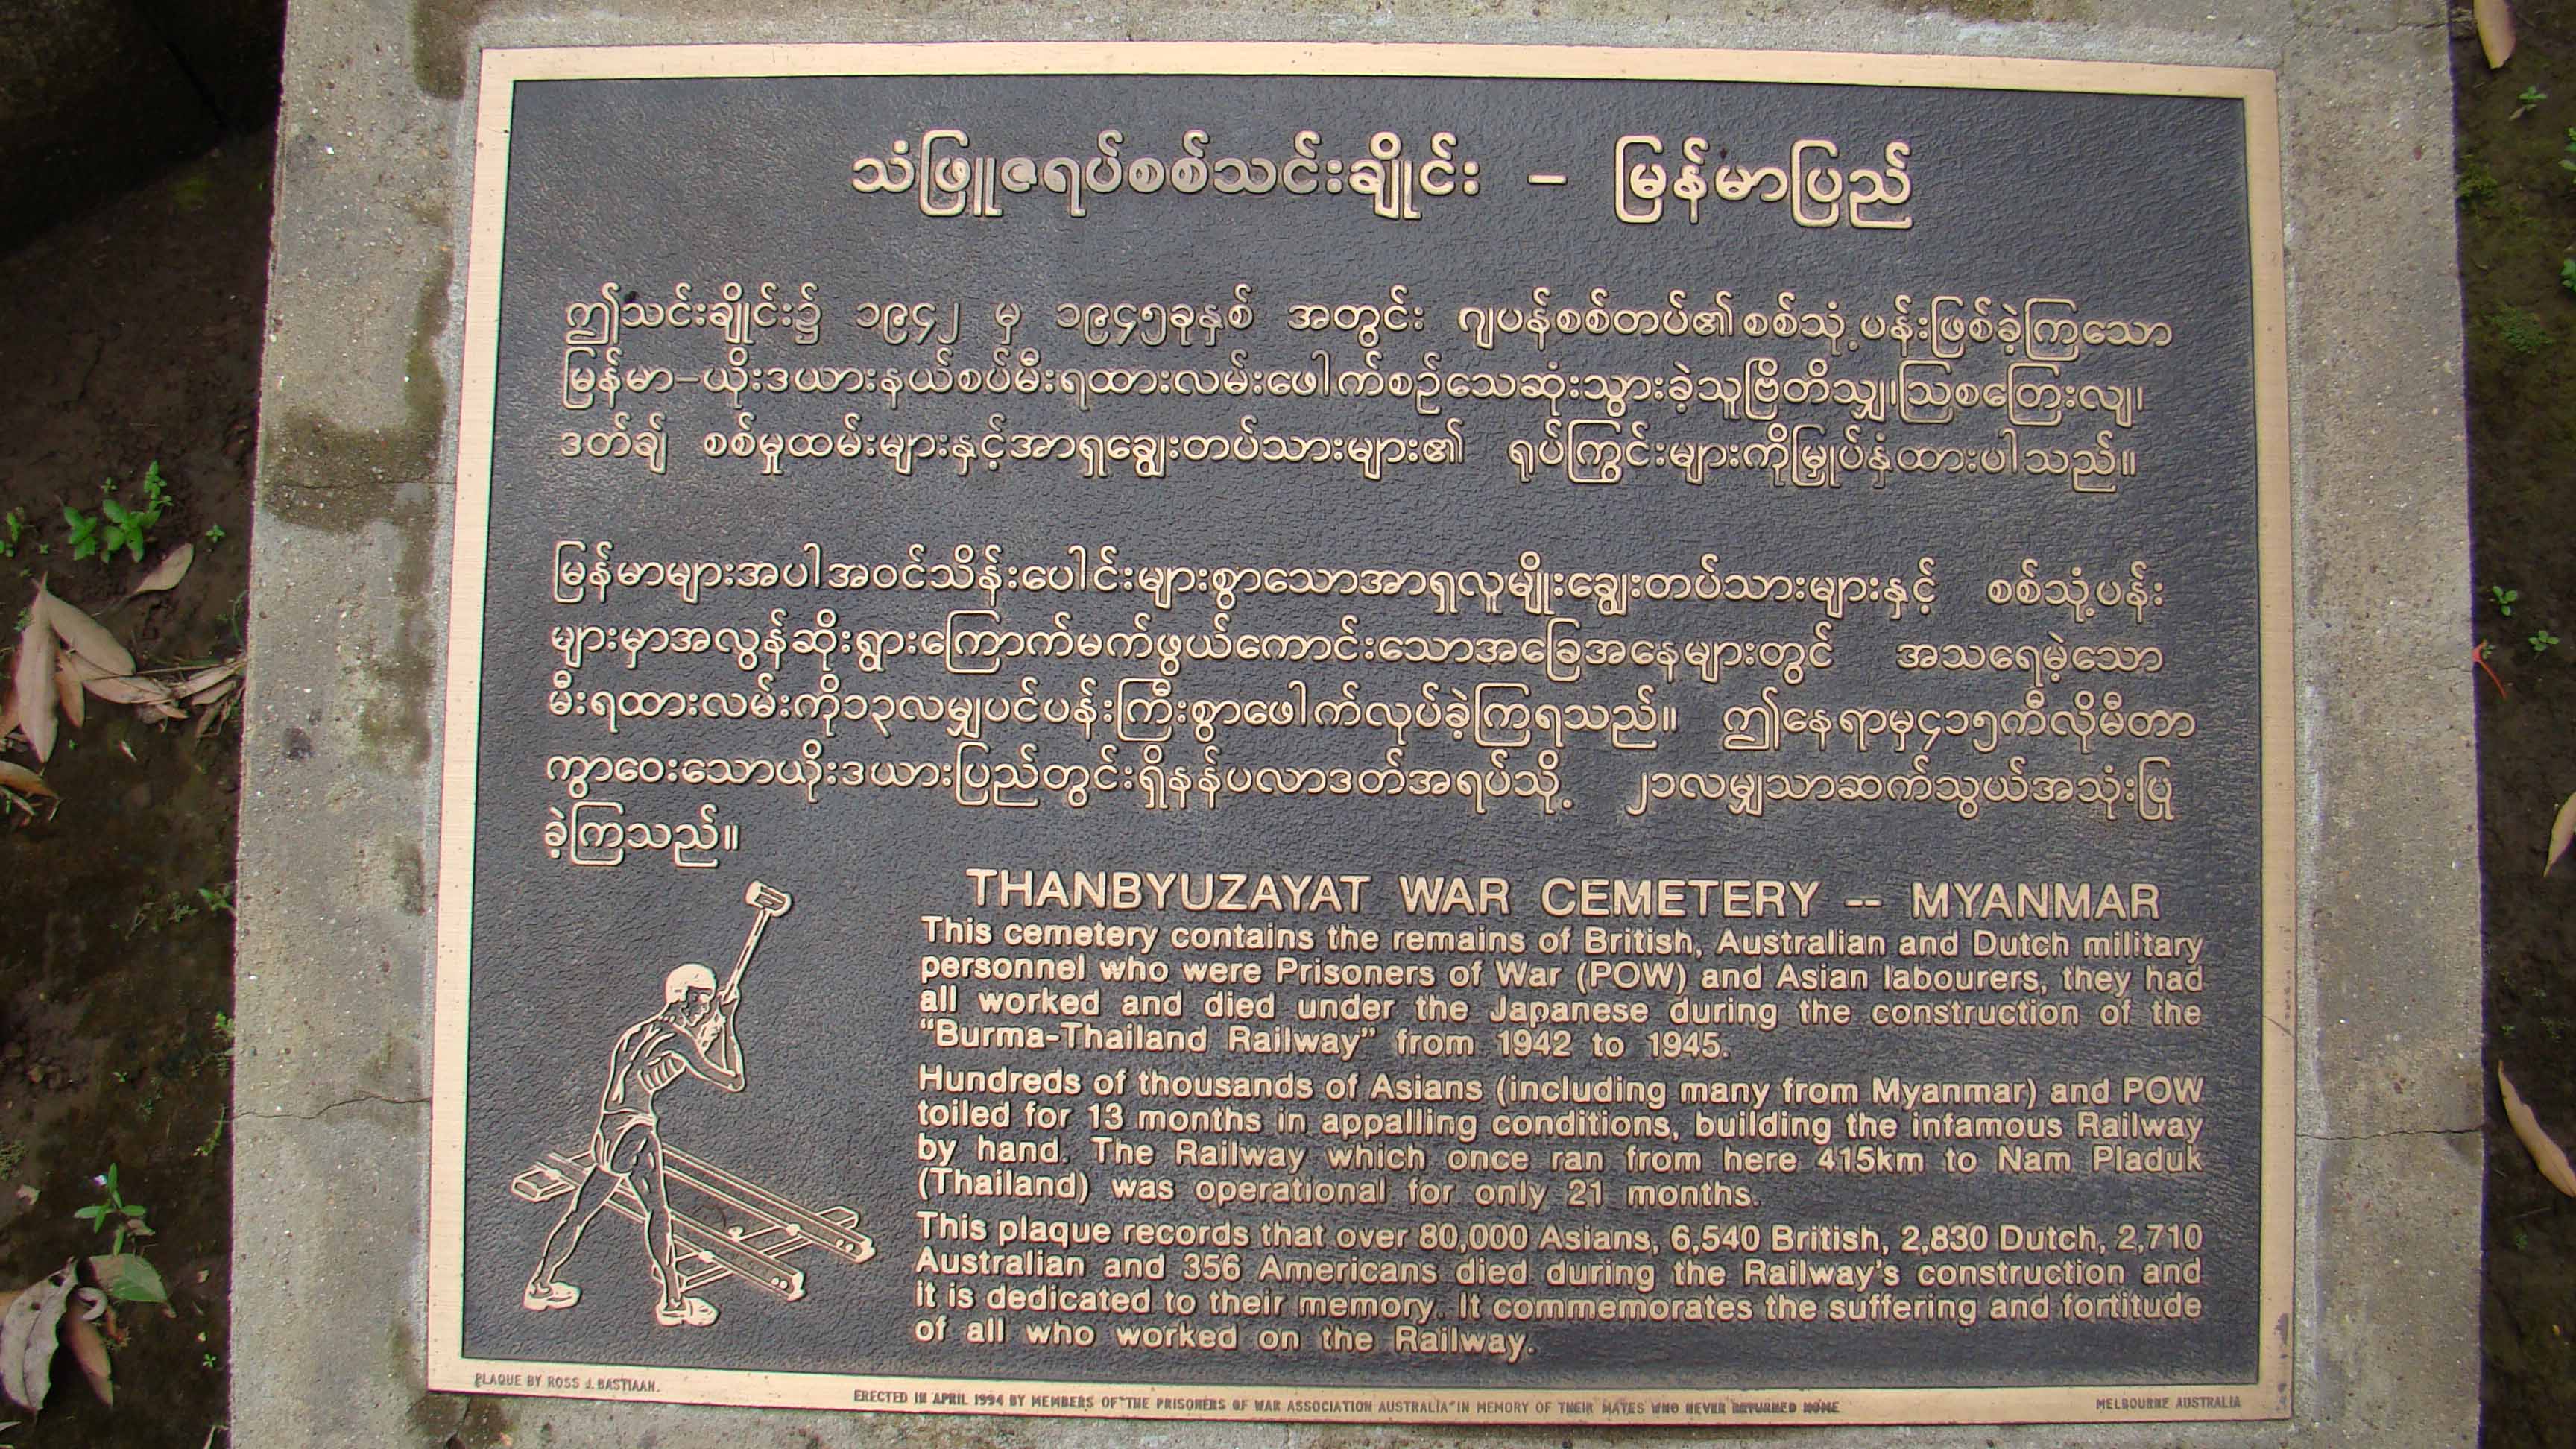 သံဖြူဇရပ်စစ်သင်းချိုင်း – မြန်မာပြည်
ဤသင်းချိုင်း၌ ၁၉၄၂ မှ ၁၉၄၅ခုနှစ် အတွင်း ဂျပန်စစ်တပ်၏စစ်သုံ့ပန်းဖြစ်ခဲ့ကြသော
မြန်မာ–ယိုးဒယားနယ်စပ်မီးရထားလမ်းဖေါက်စဉ်သေဆုံးသွားခဲ့သူဗြိတိသျှ၊ဩစတြေးလျ၊
ဒတ်ချ် စစ်မှုထမ်းများနှင့်အာရှချွေးတပ်သားများ၏ ရုပ်ကြွင်းများကိုမြှုပ်နှံထားပါသည်။
မြန်မာများအပါအဝင်သိန်းပေါင်းများစွာသောအာရှလူမျိုးချွေးတပ်သားများနှင့် စစ်သုံ့ပန်း
များမှာအလွန်ဆိုးရွားကြောက်မက်ဖွယ်ကောင်းသောအခြေအနေများတွင် အသရေမဲ့သော
မီးရထားလမ်းကို၁၃လမျှပင်ပန်းကြီးစွာဖေါက်လုပ်ခဲ့ကြရသည်။ ဤနေရာမှ၄၁၅ကီလိုမီတာ
ကွာဝေးသောယိုးဒယားပြည်တွင်းရှိနန်ပလာဒတ်အရပ်သို့ ၂၁လမျှသာဆက်သွယ်အသုံးပြု
ခဲ့ကြသည်။
THANBYUZAYAT WAR CEMETERY -- MYANMAR
This cemetery contains the remains of British, Australian and Dutch military
personnel who were Prisoners of War (POW) and Asian labourers, they had
all worked and died under the Japanese during the construction of the
“Burma-Thailand Railway” from 1942 to 1945.
Hundreds of thousands of Asians (including many from Myanmar) and POW
toiled for 13 months in appalling conditions, building the infamous Railway
by hand. The Railway which once ran from here 415km to Nam Pladuk
(Thailand) was operational for only 21 months.
This plaque records that over 80,000 Asians, 6,540 British, 2,830 Dutch, 2,710
Australian and 356 Americans died during the Railway's construction and
it is dedicated to their memory. It commemorates the suffering and fortitude
of all who worked on the Railway.
PLAQUE BY ROSS J. BASTIAAN.
ERECTED IN APRIL 1994 BY MEMBERS OF "THE PRISONERS OF WAR ASSOCIATION AUSTRALIA" IN MEMORY OF THEIR MATES WHO NEVER RETURNED HOME
MELBOURNE AUSTRALIA